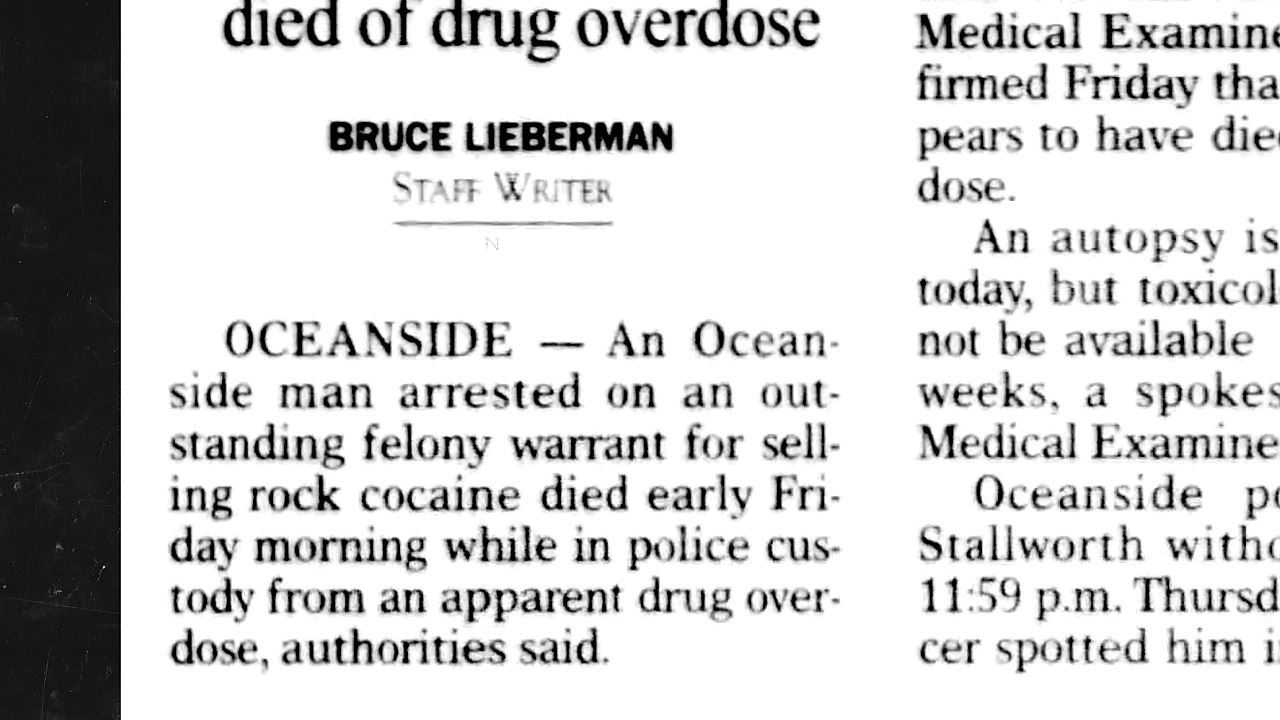 died of drug overdose
BRUCE LIEBERMAN
STAFF WRITER
N
OCEANSIDE — An Ocean-
side man arrested on an out-
standing felony warrant for sell-
ing rock cocaine died early Fri-
day morning while in police cus-
tody from an apparent drug over-
dose, authorities said.
Medical Examine
firmed Friday tha
pears to have die
dose.
An autopsy is
today, but toxicol
not be available
weeks, a spokes
Medical Examine
Oceanside po
Stallworth witho
11:59 p.m. Thursd
cer spotted him i